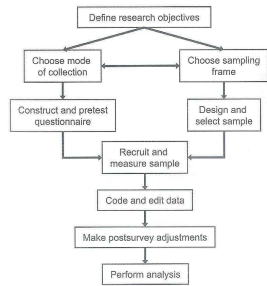 Define research objectives
Choose mode
of collection
Choose sampling
frame
Construct and pretest
questionnaire
Design and
select sample
Recruit and
measure sample
Code and edit data
Make postsurvey adjustments
Perform analysis